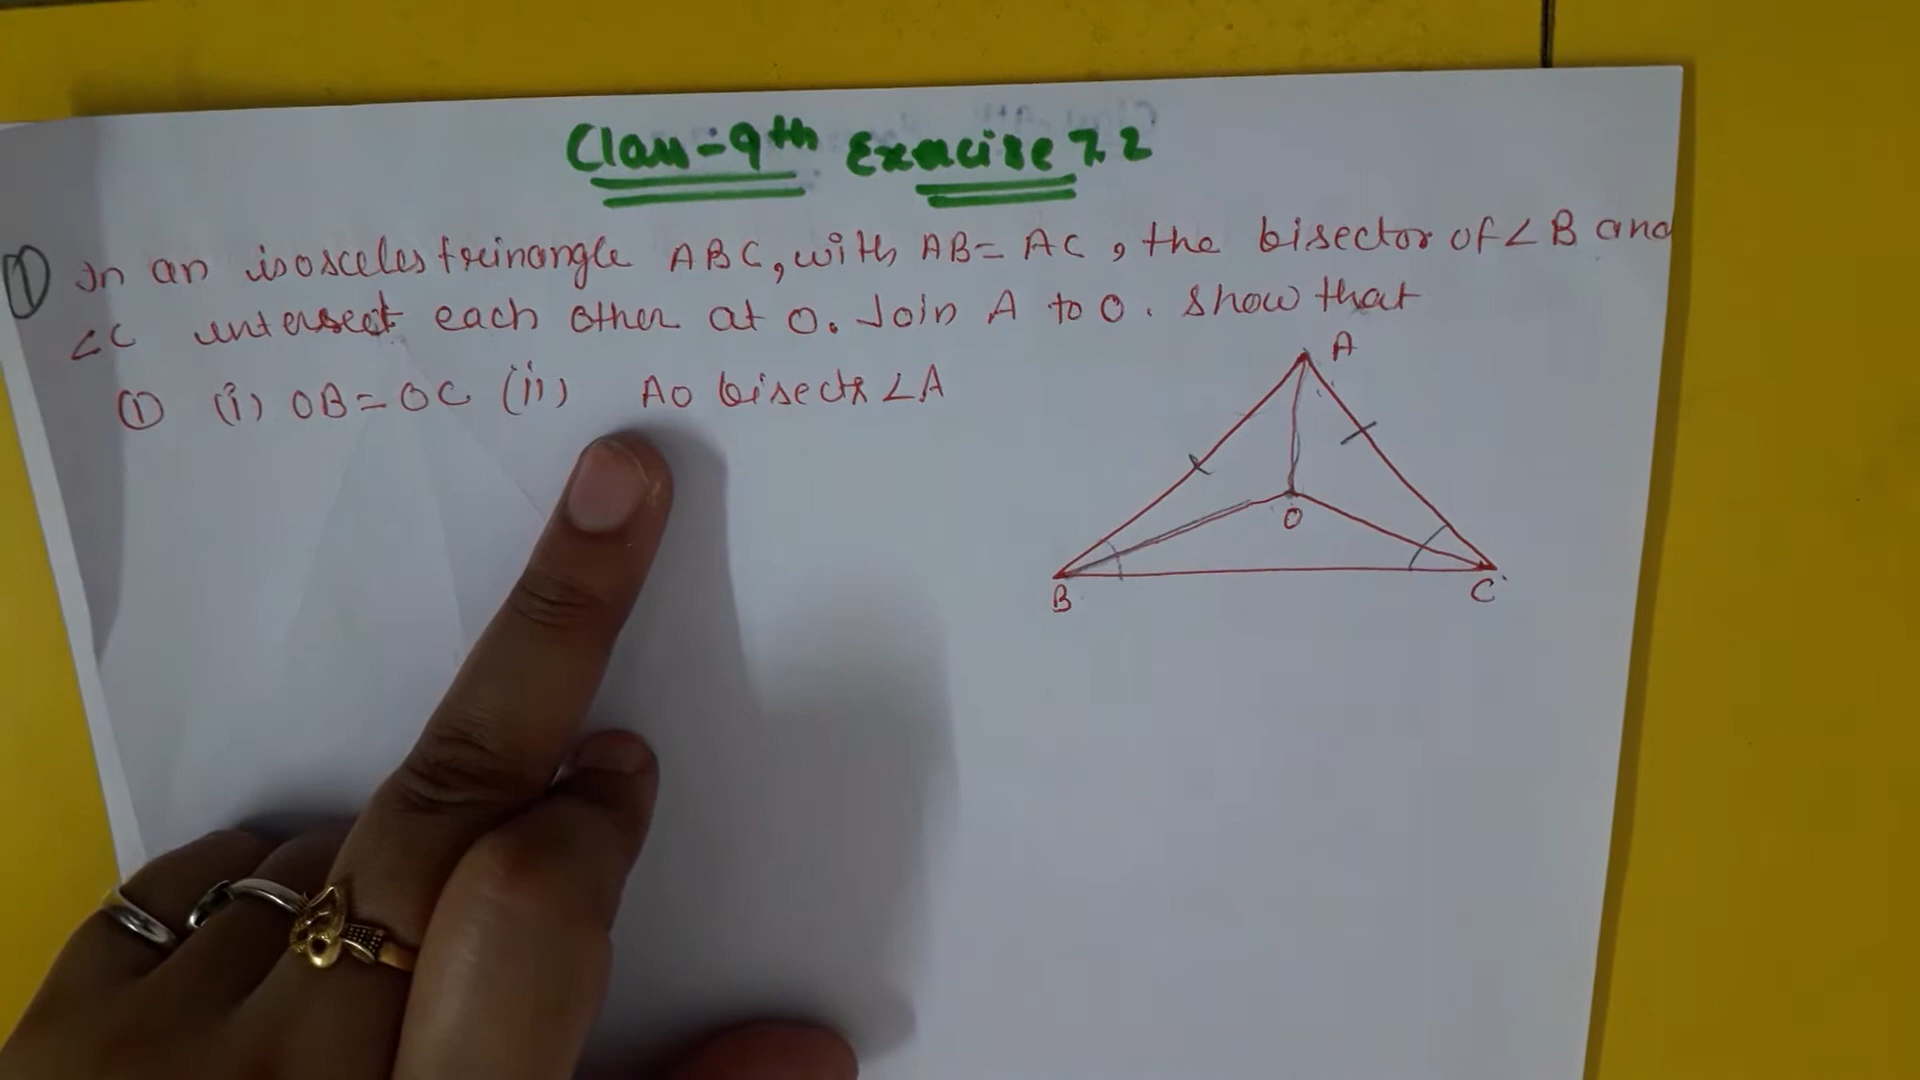 Class-9th Exercise 7.2
① In an isosceles treinangle ABC, with AB = AC, the bisector of ∠B and
∠C intersect each other at O. Join A to O. Show that
① (i) OB = OC (ii) AO bisects ∠A
A
O
B
C